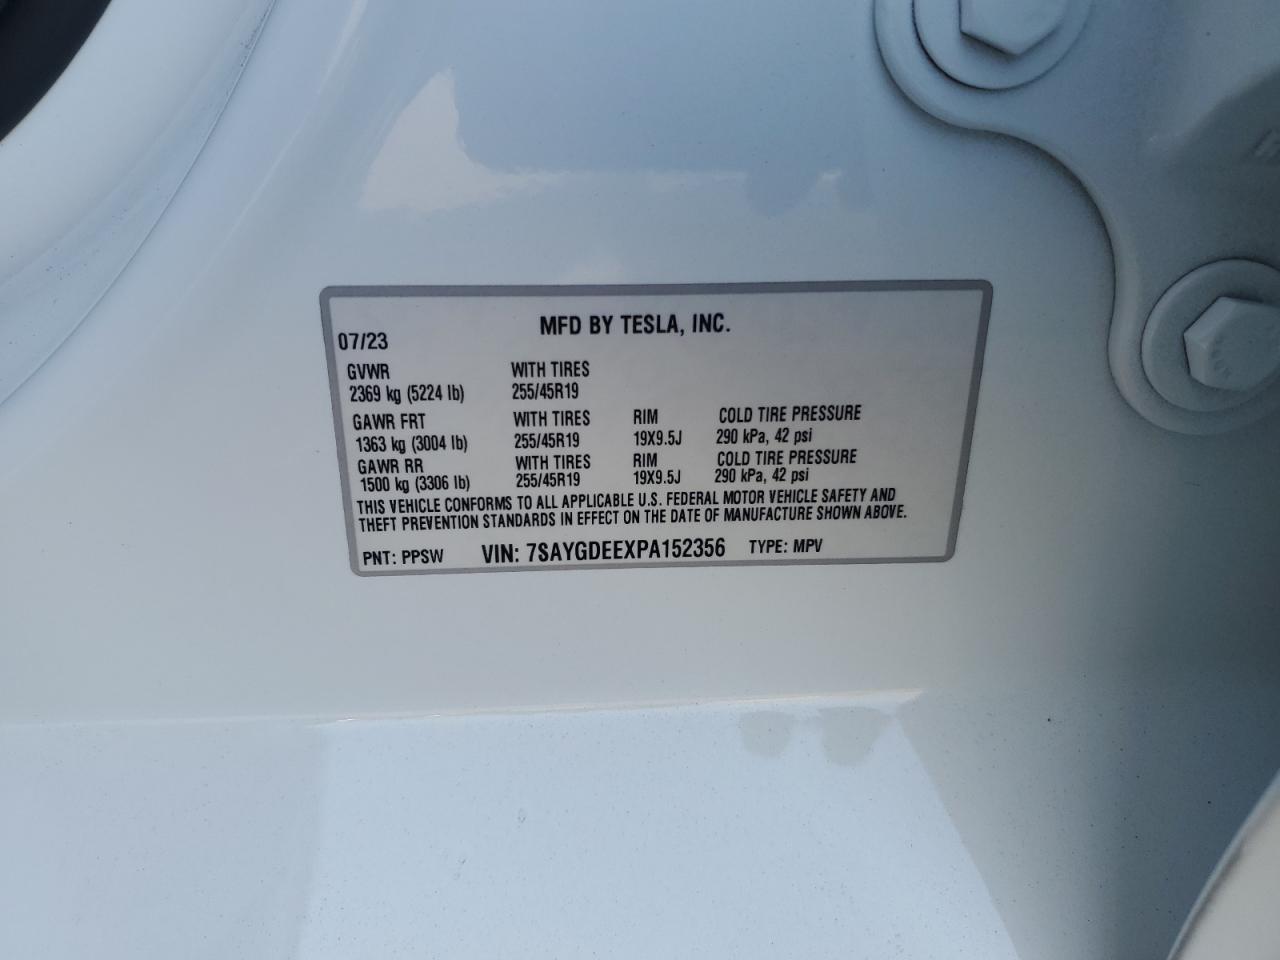 MFD BY TESLA, INC.
07/23
GVWR WITH TIRES
2369 kg (5224 lb) 255/45R19
GAWR FRT WITH TIRES RIM COLD TIRE PRESSURE
1363 kg (3004 lb) 255/45R19 19X9.5J 290 kPa, 42 psi
GAWR RR WITH TIRES RIM COLD TIRE PRESSURE
1500 kg (3306 lb) 255/45R19 19X9.5J 290 kPa, 42 psi
THIS VEHICLE CONFORMS TO ALL APPLICABLE U.S. FEDERAL MOTOR VEHICLE SAFETY AND
THEFT PREVENTION STANDARDS IN EFFECT ON THE DATE OF MANUFACTURE SHOWN ABOVE.
PNT: PPSW VIN: 7SAYGDEEXPA152356 TYPE: MPV